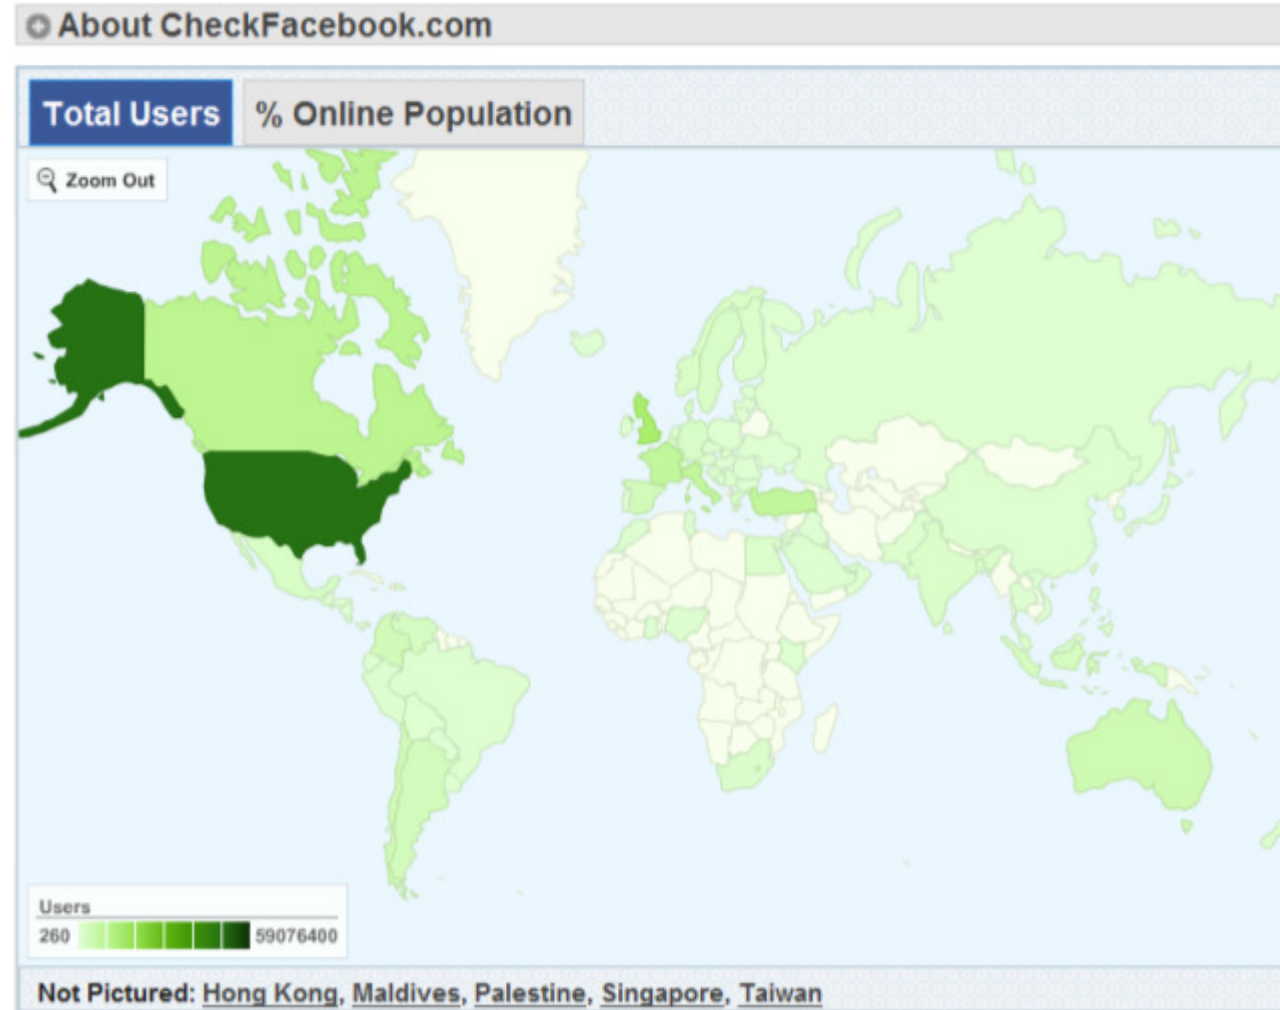 About CheckFacebook.com
Total Users % Online Population
Zoom Out
Users
260 59076400
Not Pictured: Hong Kong, Maldives, Palestine, Singapore, Taiwan